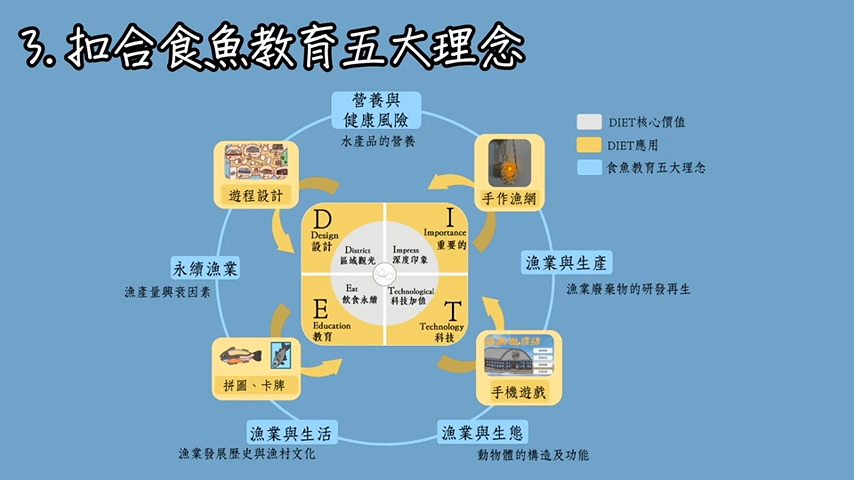 3. 扣合食魚教育五大理念
營養與
健康風險
水產品的營養
DIET核心價值
DIET應用
食魚教育五大理念
遊程設計
手作漁網
D
Design
設計
I
Importance
重要的
District
區域觀光
Impress
深度印象
Eat
飲食永續
Technological
科技加值
E
Education
教育
T
Technology
科技
永續漁業
漁產量興衰因素
漁業與生產
漁業廢棄物的研發再生
拼圖、卡牌
手機遊戲
漁業與生活
漁業發展歷史與漁村文化
漁業與生態
動物體的構造及功能